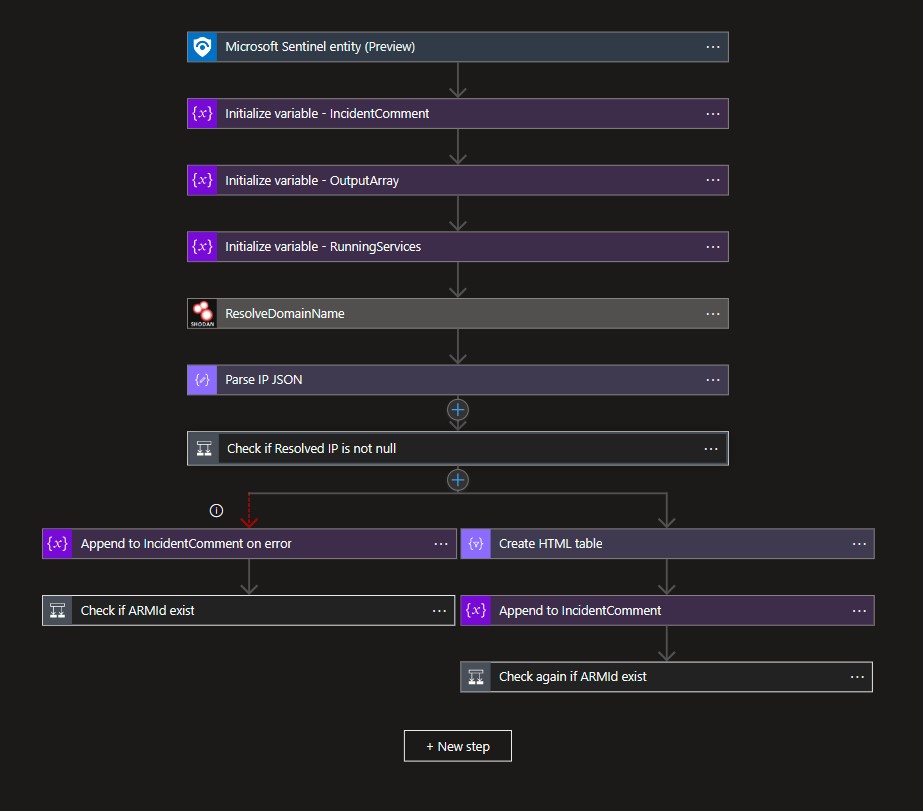 Microsoft Sentinel entity (Preview)
{x} Initialize variable - IncidentComment
{x} Initialize variable - OutputArray
{x} Initialize variable - RunningServices
SHODAN ResolveDomainName
Parse IP JSON
Check if Resolved IP is not null
{x} Append to IncidentComment on error
Create HTML table
Check if ARMId exist
{x} Append to IncidentComment
Check again if ARMId exist
+ New step